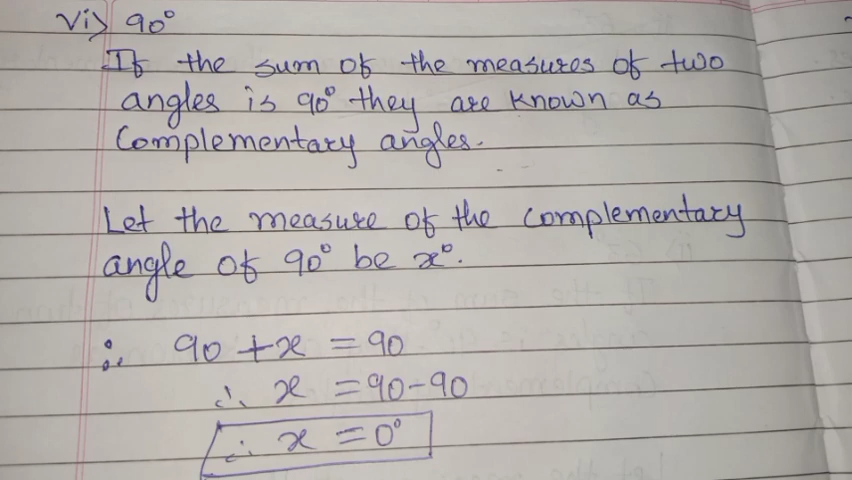 vi) 90°
If the sum of the measures of two
angles is 90° they are known as
Complementary angles.
Let the measure of the complementary
angle of 90° be x°.
∴ 90 + x = 90
∴ x = 90 - 90
∴ x = 0°